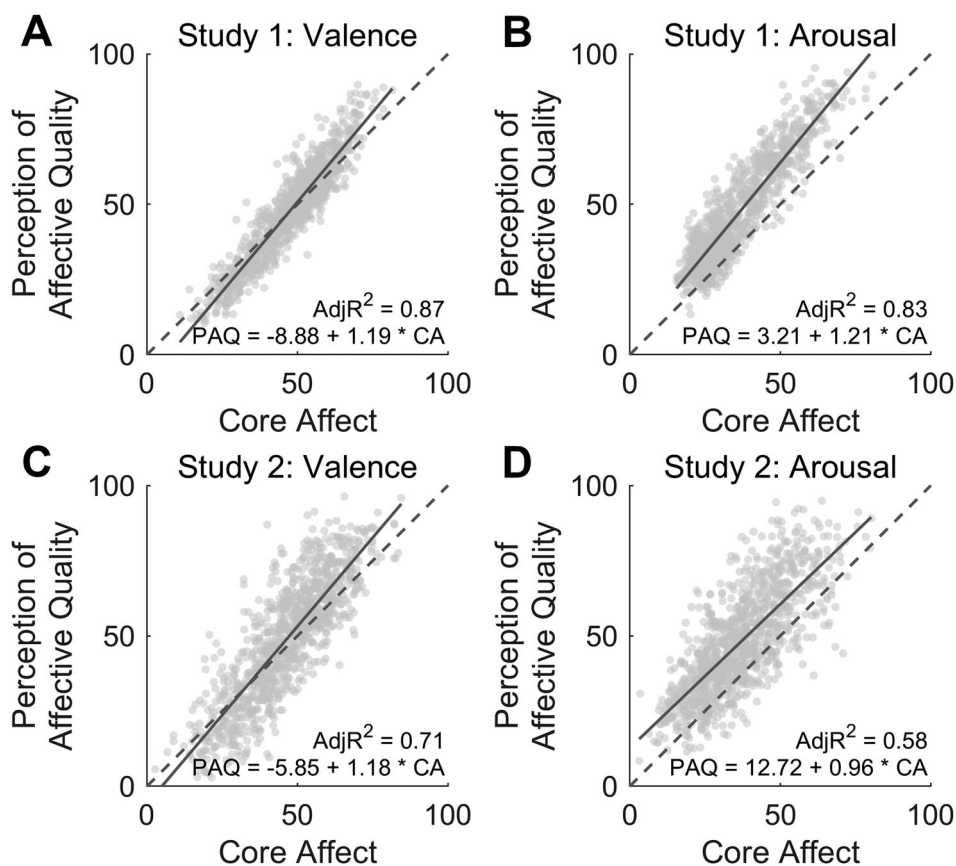 A
Study 1: Valence
Perception of
Affective Quality
100
50
0
AdjR² = 0.87
PAQ = -8.88 + 1.19 * CA
0 50 100
Core Affect
B
Study 1: Arousal
Perception of
Affective Quality
100
50
0
AdjR² = 0.83
PAQ = 3.21 + 1.21 * CA
0 50 100
Core Affect
C
Study 2: Valence
Perception of
Affective Quality
100
50
0
AdjR² = 0.71
PAQ = -5.85 + 1.18 * CA
0 50 100
Core Affect
D
Study 2: Arousal
Perception of
Affective Quality
100
50
0
AdjR² = 0.58
PAQ = 12.72 + 0.96 * CA
0 50 100
Core Affect